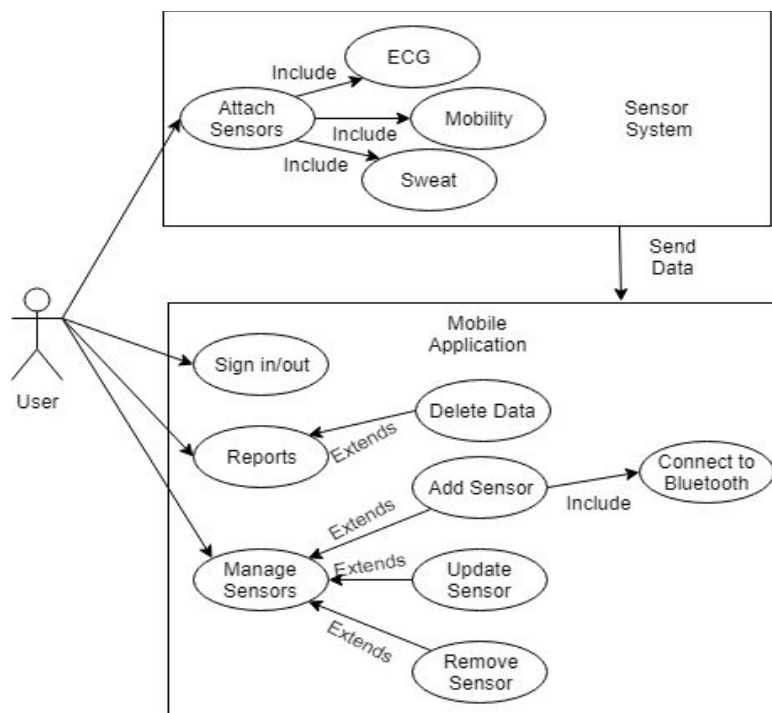 ECG
Include
Attach
Sensors
Include
Mobility
Include
Sweat
Sensor
System
Send
Data
User
Mobile
Application
Sign in/out
Delete Data
Extends
Reports
Add Sensor
Include
Connect to
Bluetooth
Extends
Manage
Sensors
Extends
Update
Sensor
Extends
Remove
Sensor